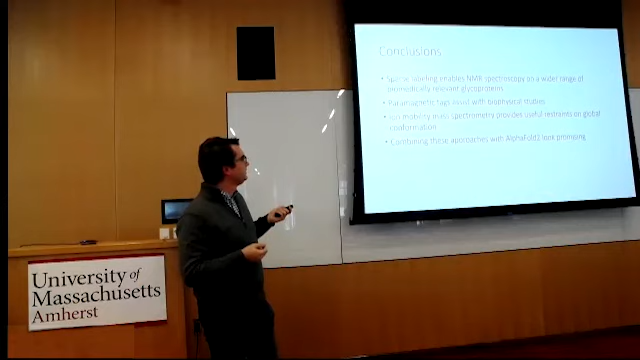 Conclusions
• Sparse labeling enables NMR spectroscopy on a wider range of
biomedically relevant glycoproteins
• Paramagnetic tags assist with biophysical studies
• Ion mobility mass spectrometry provides useful restraints on global
conformation
• Combining these approaches with AlphaFold2 look promising
University of
Massachusetts
Amherst